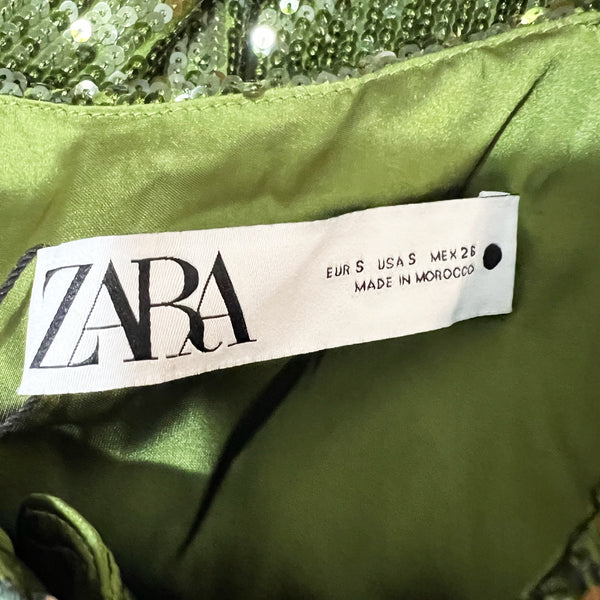 ZARA
EUR S USA S MEX 26
MADE IN MOROCCO